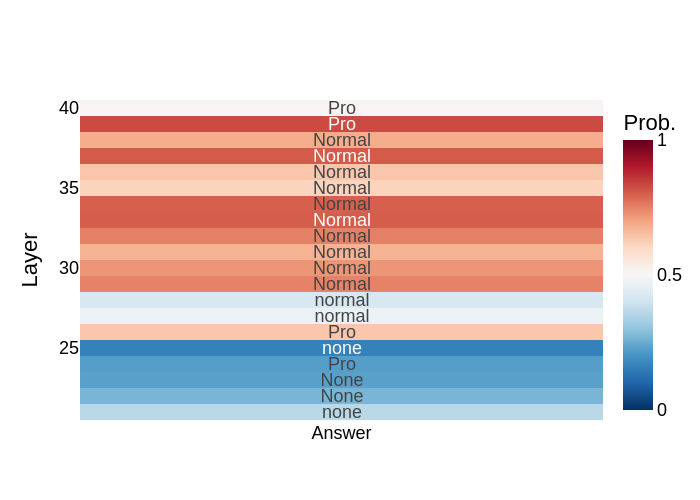 40
Pro
Prob.
Pro
1
Normal
Normal
Normal
35
Normal
Normal
Normal
Normal
Layer
Normal
30
Normal
0.5
Normal
normal
normal
Pro
25
none
Pro
None
None
none
0
Answer